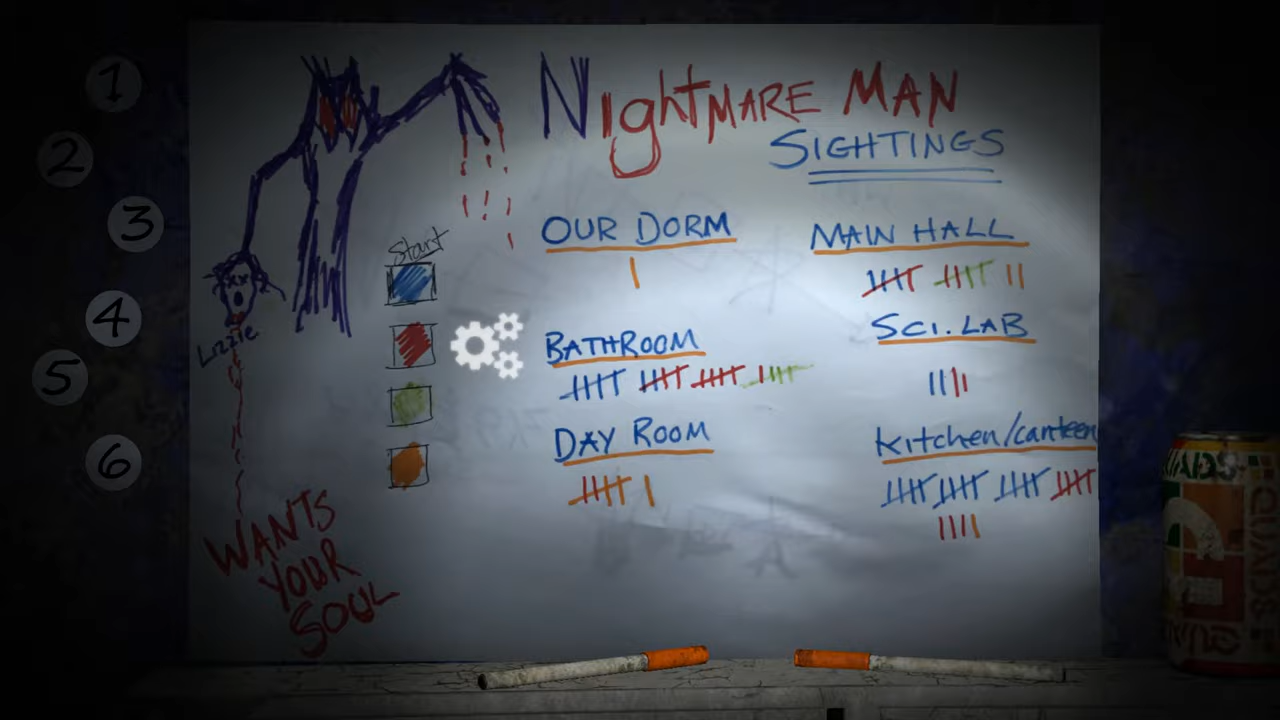 1
2
3
4
5
6
NIghtMARE MAN
SIGHTINGS
Start
OUR DORM
MAIN HALL
BATHROOM
SCI. LAB
DAY ROOM
Kitchen/canteen
Lizzie
WANTS
YOUR
SOUL